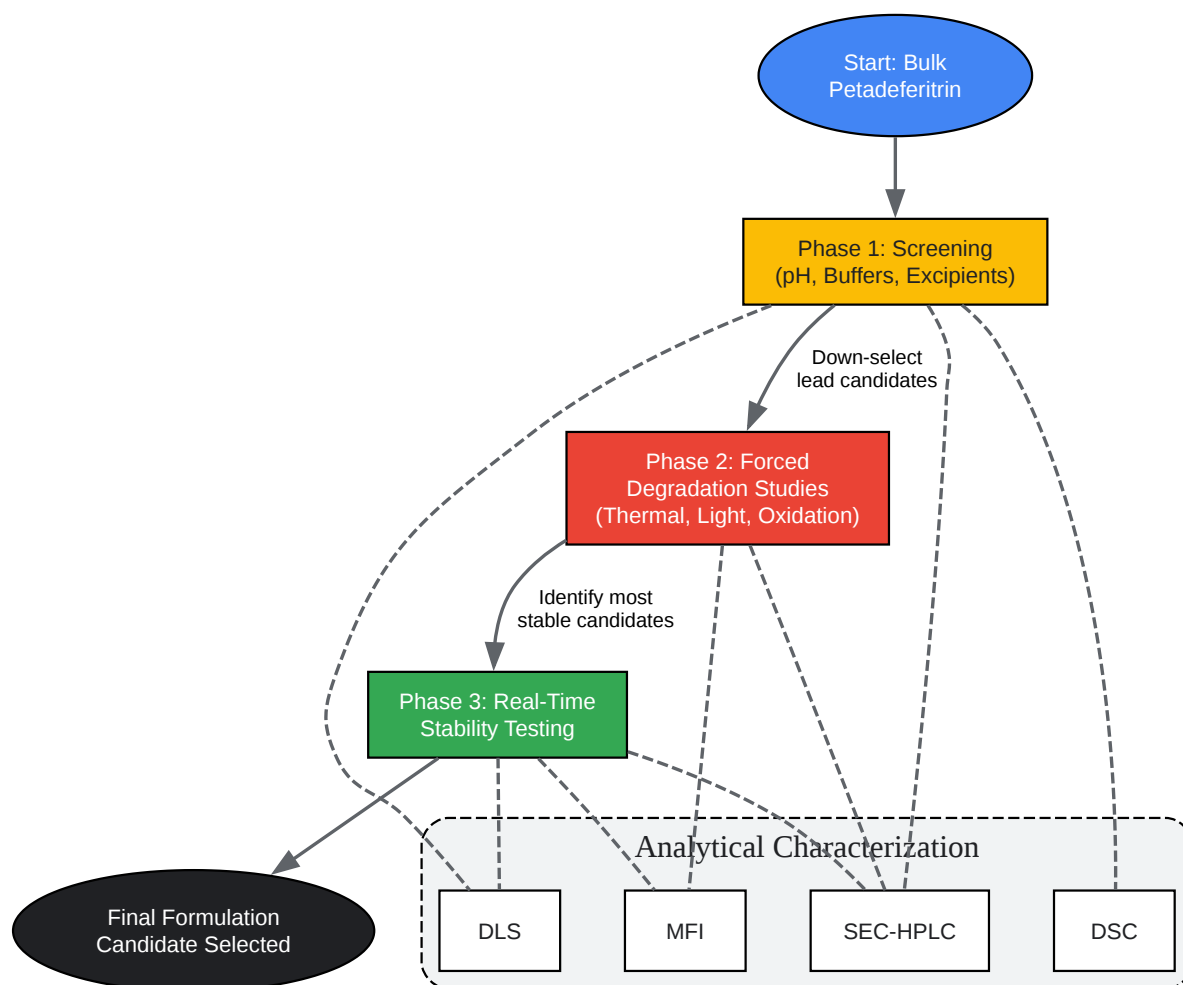 Start: Bulk
Petadeferitrin
Phase 1: Screening
(pH, Buffers, Excipients)
Down-select
lead candidates
Phase 2: Forced
Degradation Studies
(Thermal, Light, Oxidation)
Identify most
stable candidates
Phase 3: Real-Time
Stability Testing
Analytical Characterization
Final Formulation
Candidate Selected
DLS
MFI
SEC-HPLC
DSC